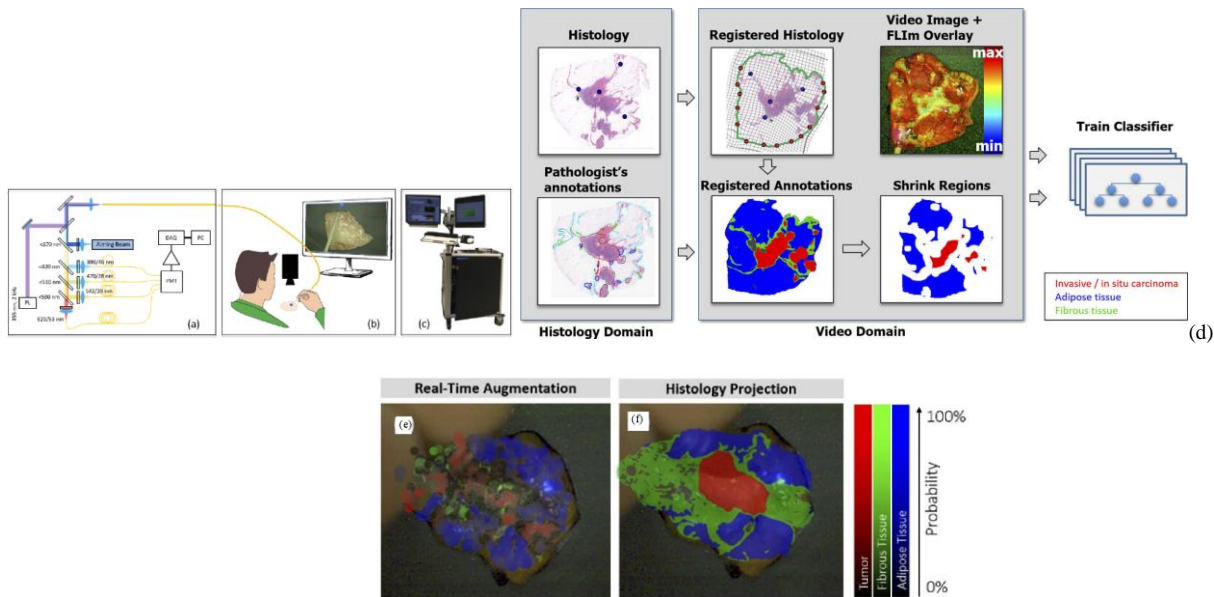 Histology
Registered Histology
Video Image +
FLIm Overlay
max
min
Pathologist's
annotations
Registered Annotations
Shrink Regions
Train Classifier
Histology Domain
Video Domain
Invasive / in situ carcinoma
Adipose tissue
Fibrous tissue
(d)
Aiming Beam
DAQ
PC
PMT
PL
(a)
(b)
(c)
Real-Time Augmentation
Histology Projection
(e)
(f)
Tumor
Fibrous Tissue
Adipose Tissue
100%
Probability
0%